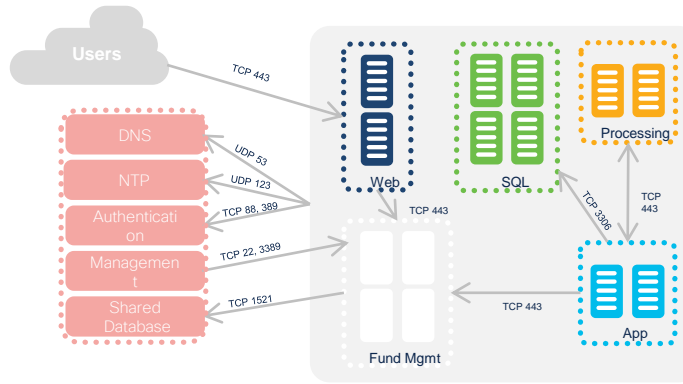 Users
TCP 443
DNS
NTP
Authenticati
on
Managemen
t
Shared
Database
UDP 53
UDP 123
TCP 88, 389
TCP 22, 3389
TCP 1521
Web
SQL
Processing
TCP 443
TCP 3306
TCP
443
TCP 443
Fund Mgmt
App